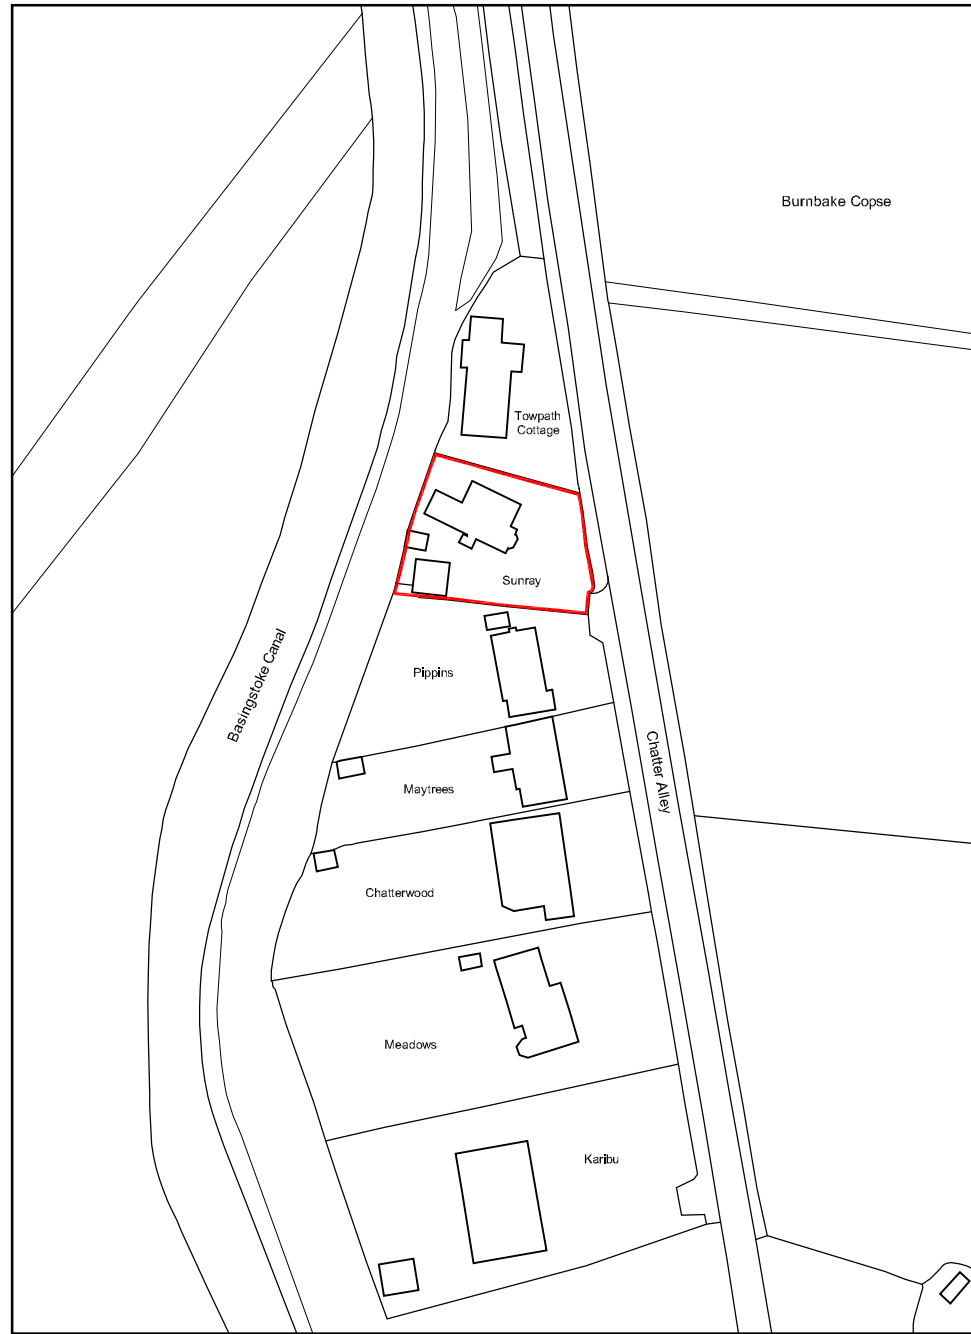 Burnbake Copse
Towpath
Cottage
Sunray
Basingstoke Canal
Pippins
Chatter Alley
Maytrees
Chatterwood
Meadows
Karibu